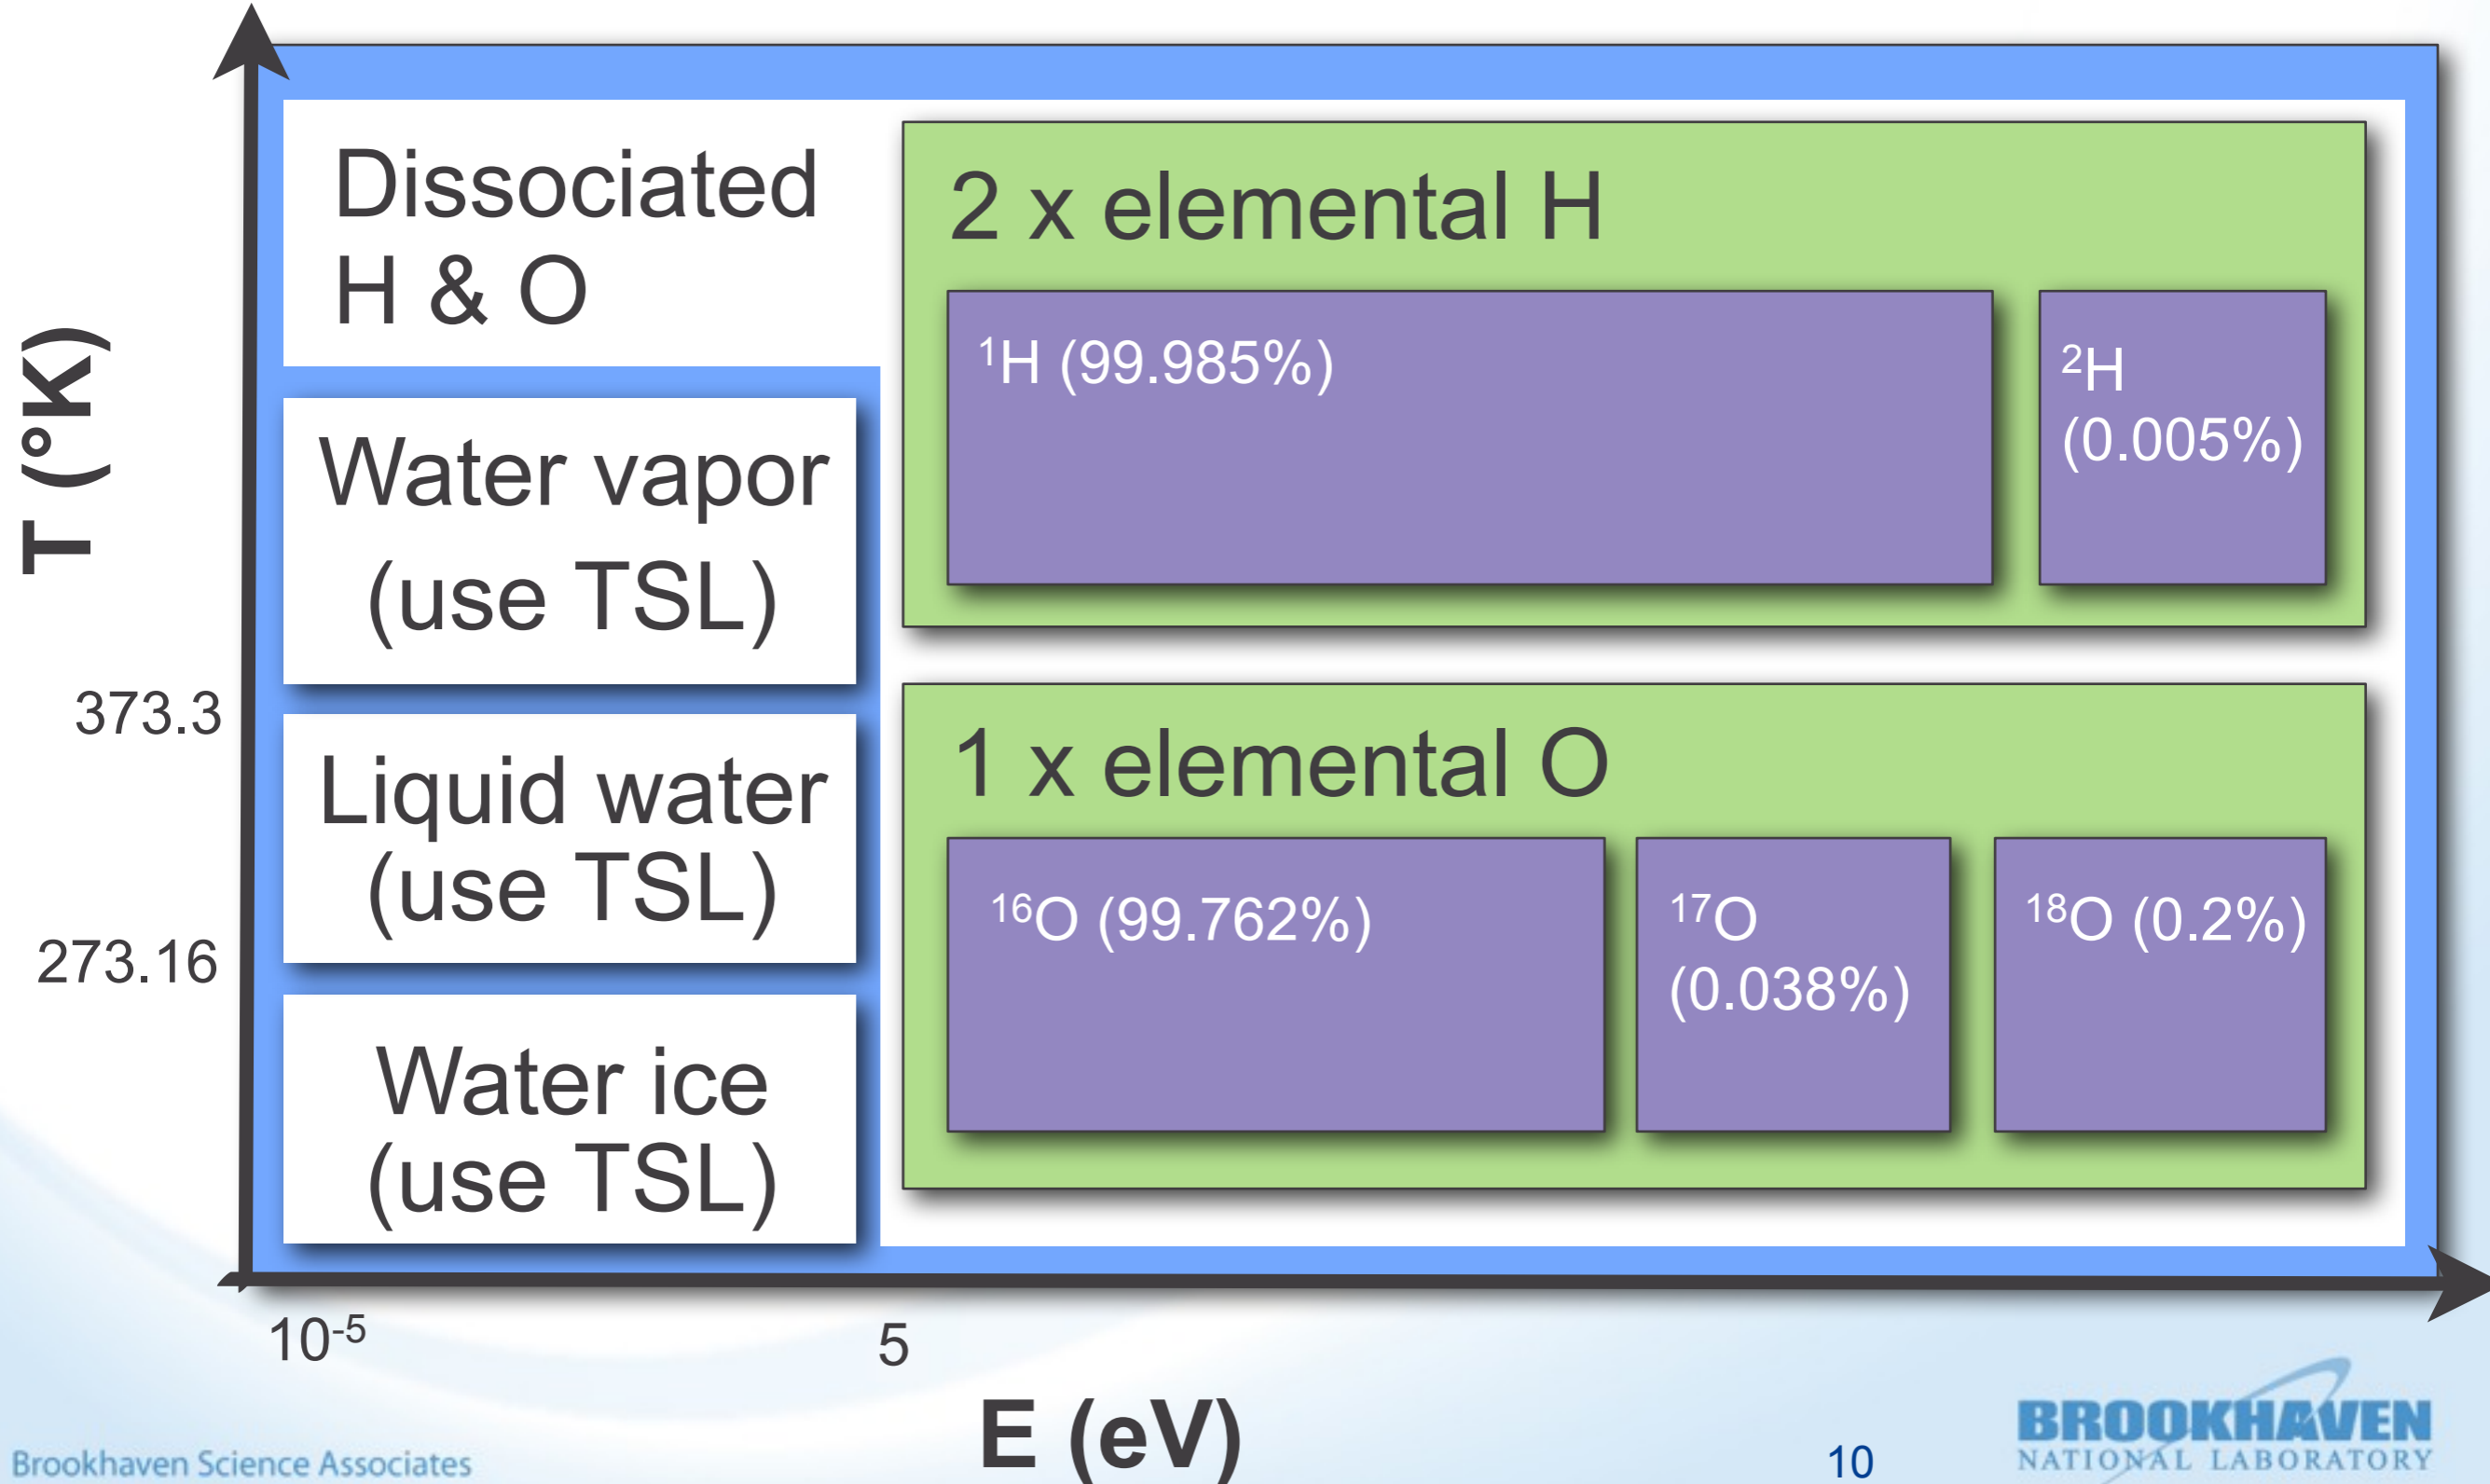 Dissociated
H & O
2 x elemental H
¹H (99.985%)
²H
(0.005%)
T (°K)
Water vapor
(use TSL)
373.3
Liquid water
(use TSL)
1 x elemental O
¹⁶O (99.762%)
¹⁷O
(0.038%)
¹⁸O (0.2%)
273.16
Water ice
(use TSL)
10⁻⁵
5
E (eV)
Brookhaven Science Associates
10
BROOKHAVEN
NATIONAL LABORATORY